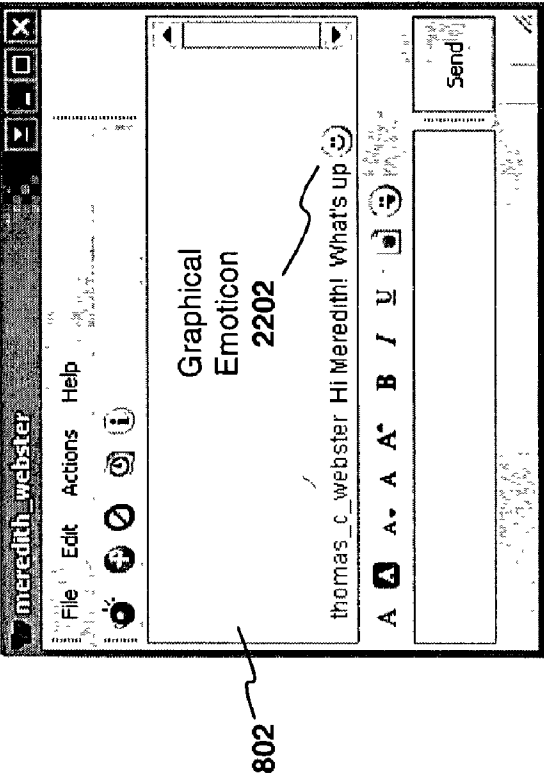 meredith_webster
File Edit Actions Help
Graphical
Emoticon
2202
thomas_c_webster Hi Meredith! What's up
A A A A A B I U
Send
802